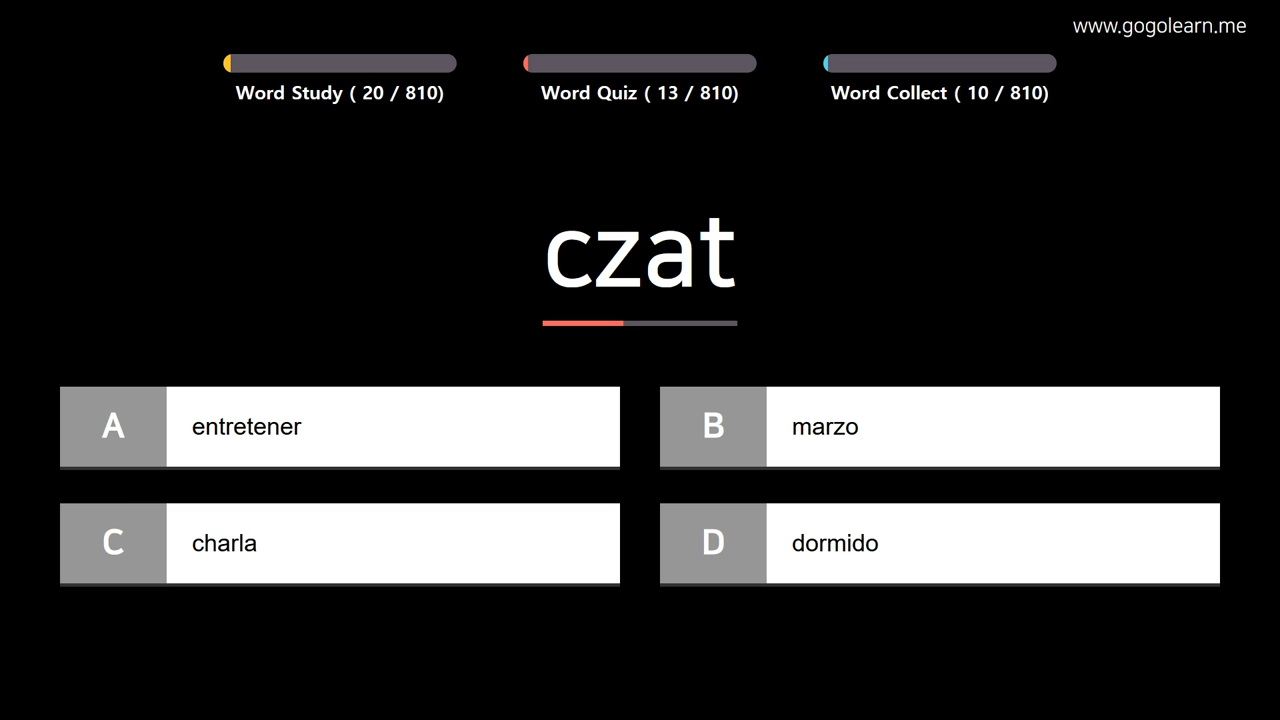 www.gogolearn.me
Word Study ( 20 / 810)
Word Quiz ( 13 / 810)
Word Collect ( 10 / 810)
czat
A entretener
B marzo
C charla
D dormido